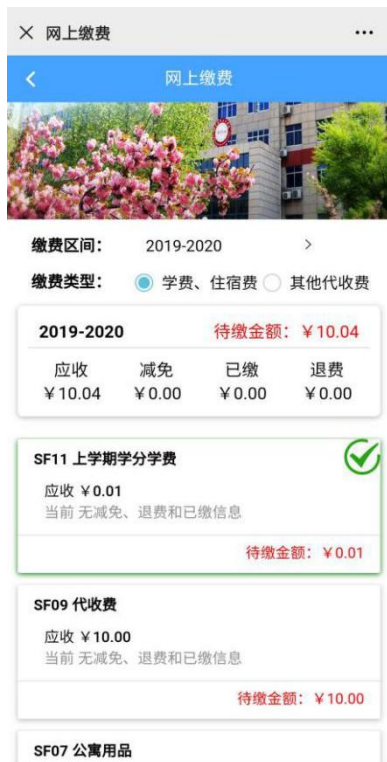 网上缴费
网上缴费
缴费区间： 2019-2020
缴费类型： 学费、住宿费 其他代收费
2019-2020 待缴金额：￥10.04
应收 减免 已缴 退费
￥10.04 ￥0.00 ￥0.00 ￥0.00
SF11 上学期学分学费
应收 ￥0.01
当前 无减免、退费和已缴信息
待缴金额：￥0.01
SF09 代收费
应收 ￥10.00
当前 无减免、退费和已缴信息
待缴金额：￥10.00
SF07 公寓用品